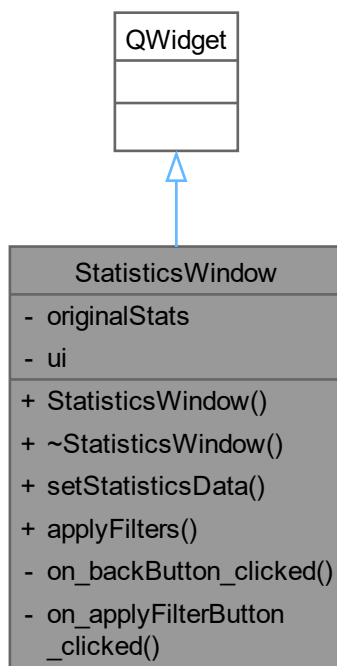 QWidget
StatisticsWindow
- originalStats
- ui
+ StatisticsWindow()
+ ~StatisticsWindow()
+ setStatisticsData()
+ applyFilters()
- on_backButton_clicked()
- on_applyFilterButton
_clicked()